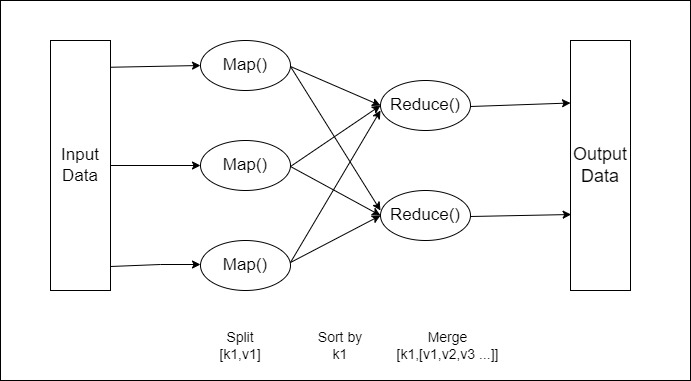 Map()
Reduce()
Input
Data
Map()
Output
Data
Reduce()
Map()
Split
[k1,v1]
Sort by
k1
Merge
[k1,[v1,v2,v3 ...]]